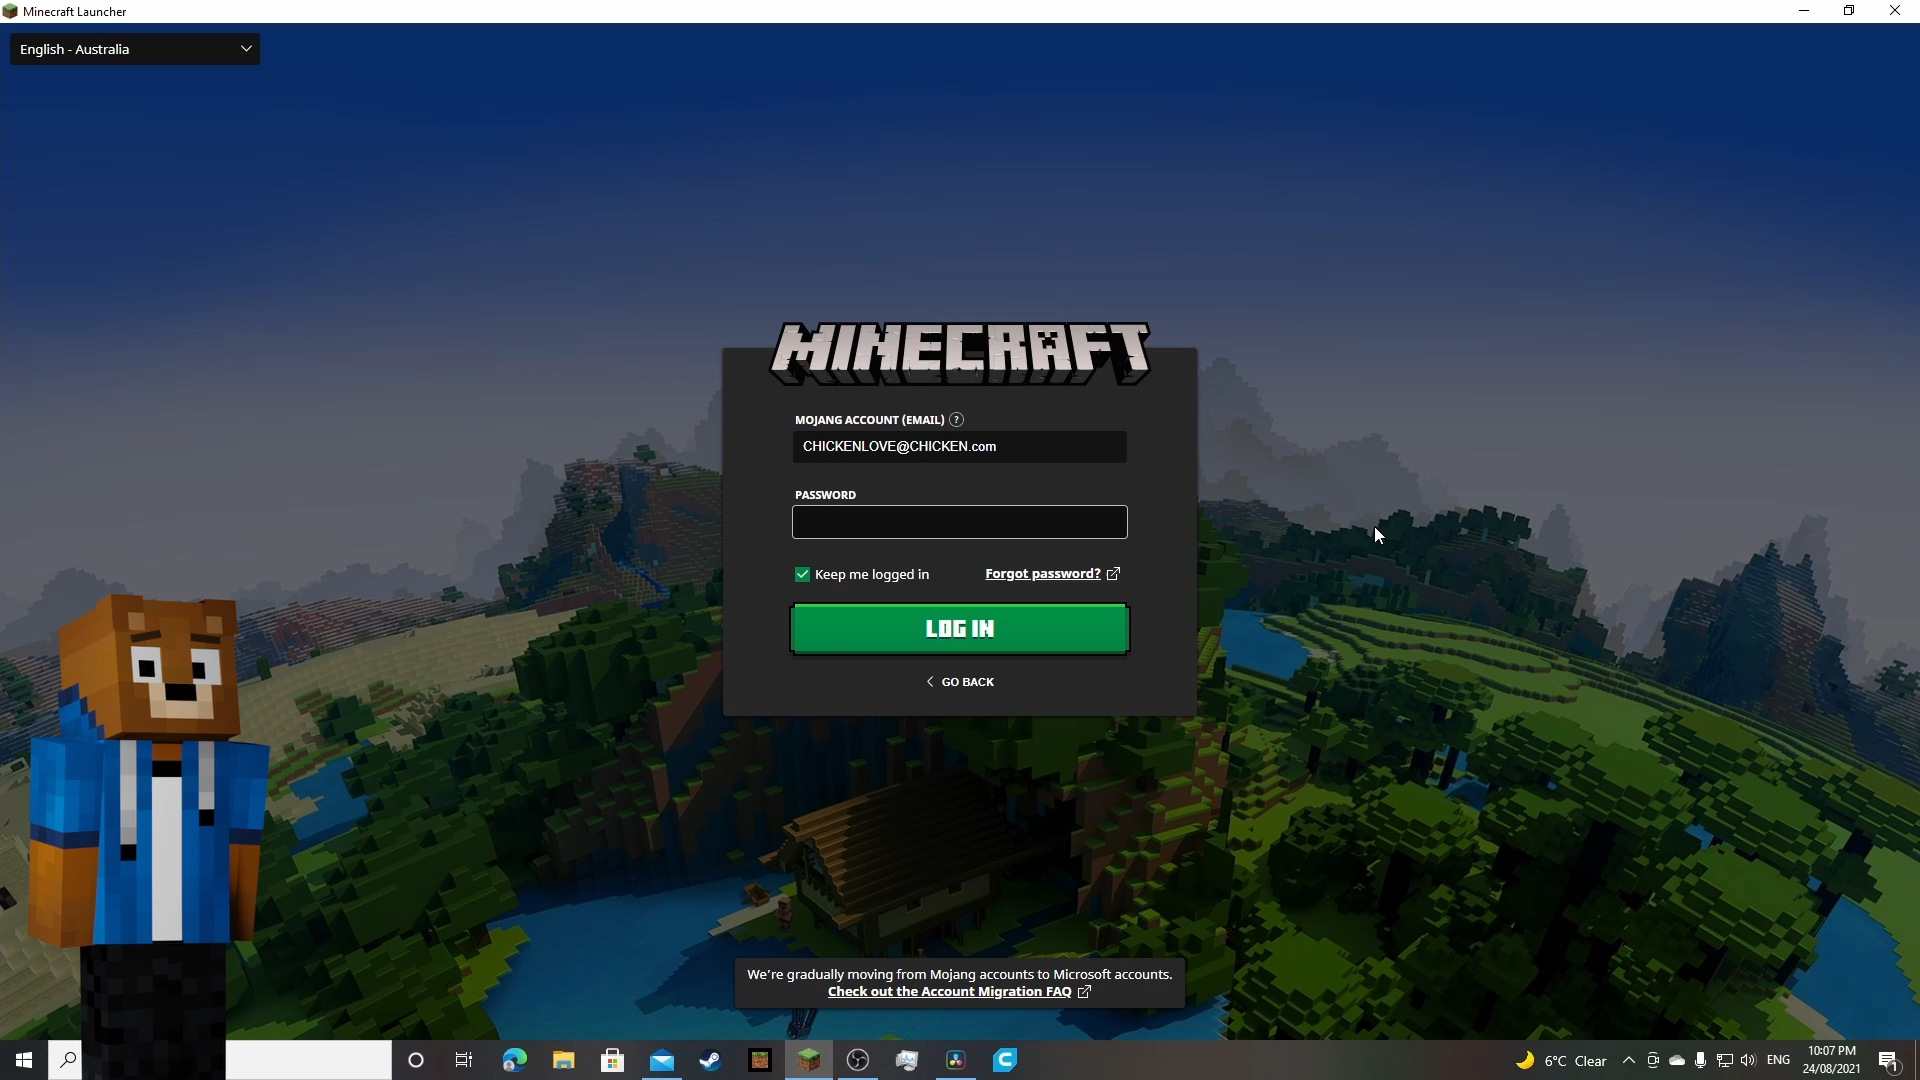 Minecraft Launcher
English - Australia
MINECRAFT
MOJANG ACCOUNT (EMAIL) ?
CHICKENLOVE@CHICKEN.com
PASSWORD
Keep me logged in
Forgot password?
LOG IN
GO BACK
We're gradually moving from Mojang accounts to Microsoft accounts.
Check out the Account Migration FAQ
6°C Clear
ENG
10:07 PM
24/08/2021
1